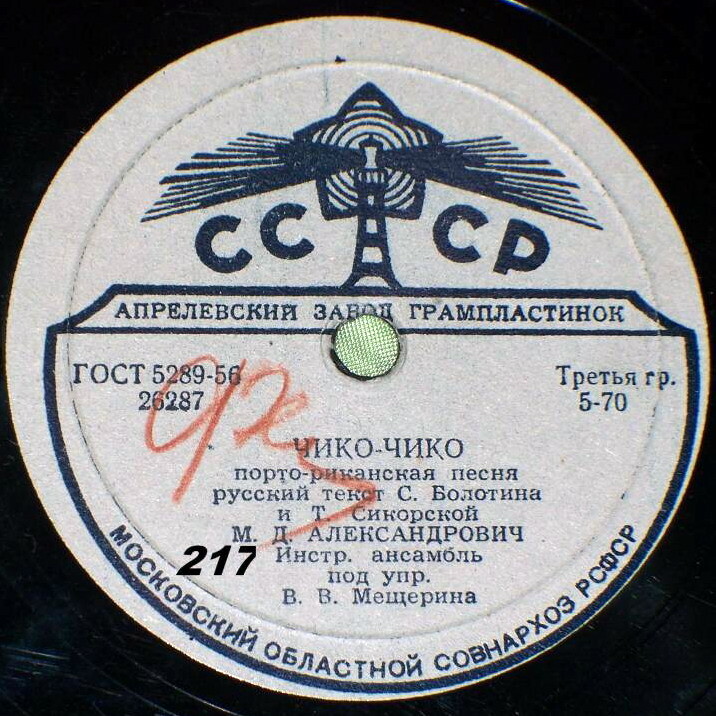 СССР
АПРЕЛЕВСКИЙ ЗАВОД ГРАМПЛАСТИНОК
ГОСТ 5289-56
26287
Третья гр.
5-70
ЧИКО-ЧИКО
порто-риканская песня
русский текст С. Болотина
и Т. Сикорской
М. Д. АЛЕКСАНДРОВИЧ
Инстр. ансамбль
под упр.
В. В. Мещерина
217
МОСКОВСКИЙ ОБЛАСТНОЙ СОВНАРХОЗ РСФСР